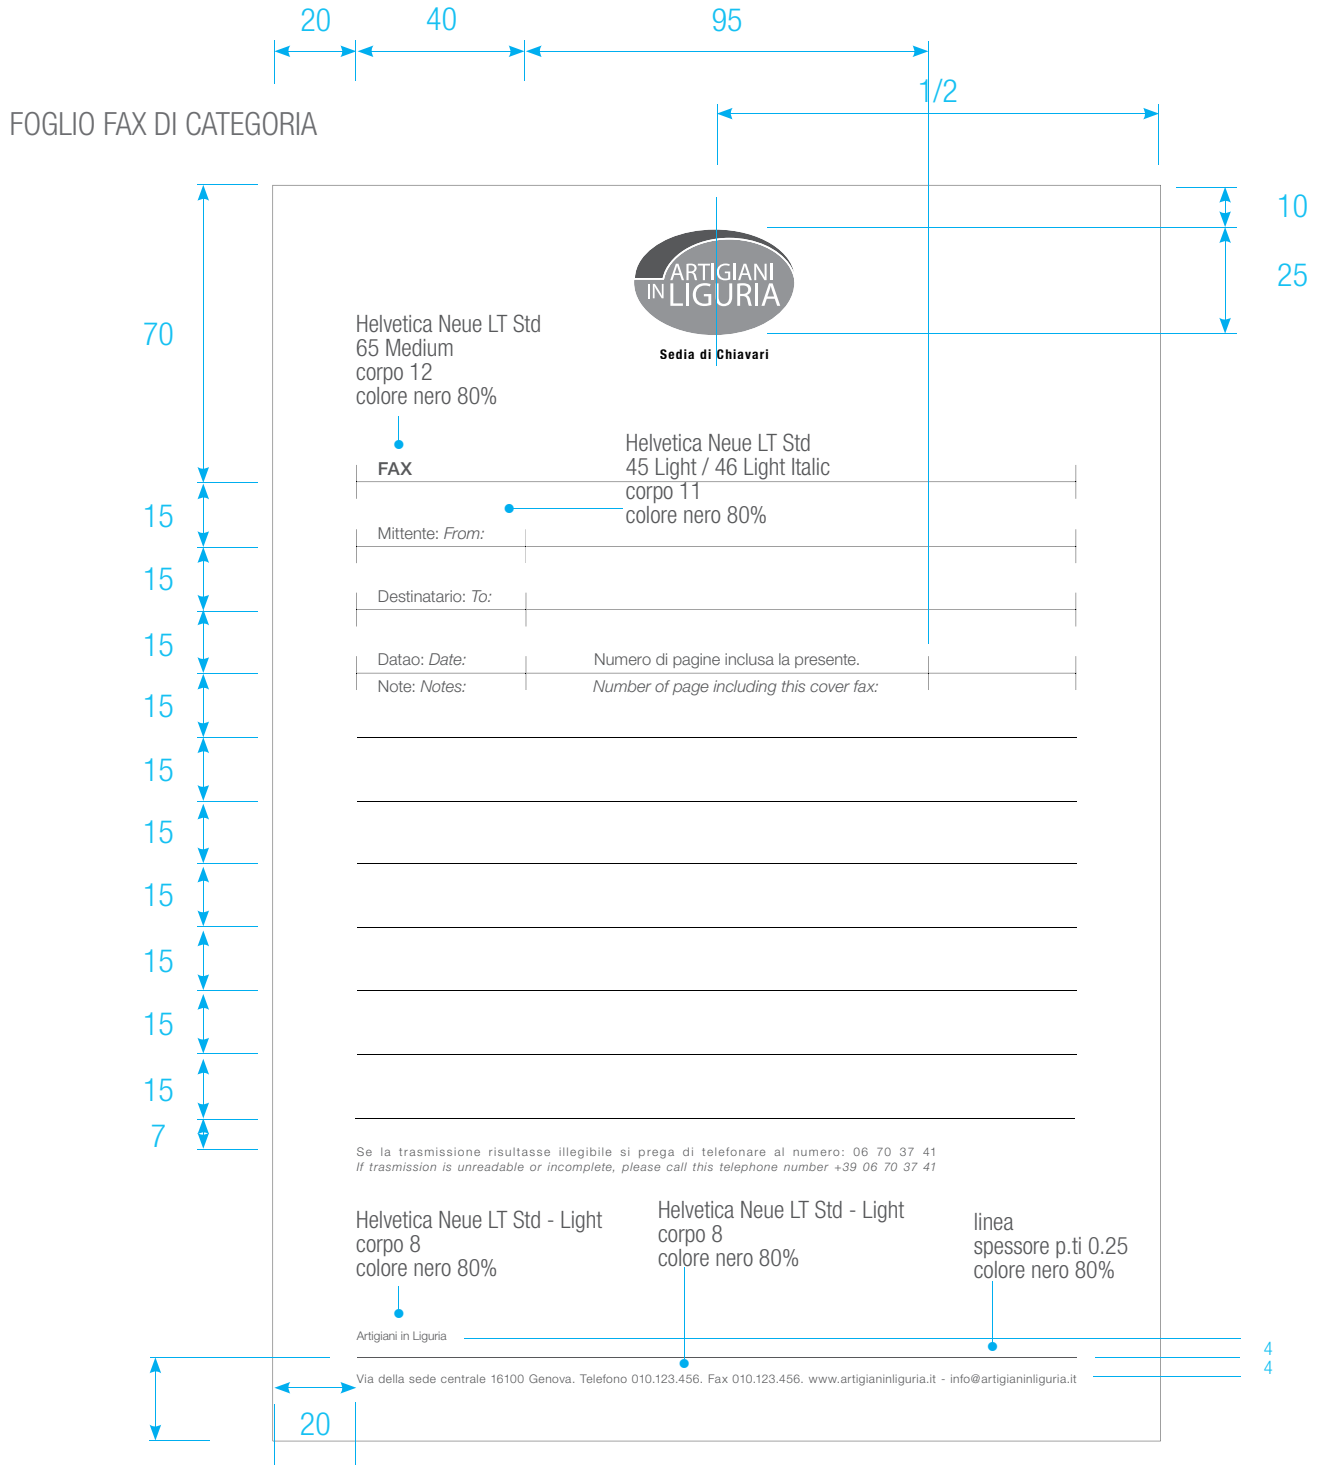 20
40
95
1/2
FOGLIO FAX DI CATEGORIA
10
25
70
ARTIGIANI
IN LIGURIA
Sedia di Chiavari
Helvetica Neue LT Std
65 Medium
corpo 12
colore nero 80%
Helvetica Neue LT Std
45 Light / 46 Light Italic
corpo 11
colore nero 80%
FAX
15
Mittente: From:
15
Destinatario: To:
15
Datao: Date:
Numero di pagine inclusa la presente.
Note: Notes:
Number of page including this cover fax:
15
15
15
15
15
15
15
7
Se la trasmissione risultasse illegibile si prega di telefonare al numero: 06 70 37 41
If trasmission is unreadable or incomplete, please call this telephone number +39 06 70 37 41
Helvetica Neue LT Std - Light
corpo 8
colore nero 80%
Helvetica Neue LT Std - Light
corpo 8
colore nero 80%
linea
spessore p.ti 0.25
colore nero 80%
Artigiani in Liguria
4
4
Via della sede centrale 16100 Genova. Telefono 010.123.456. Fax 010.123.456. www.artigianinliguria.it - info@artigianinliguria.it
20